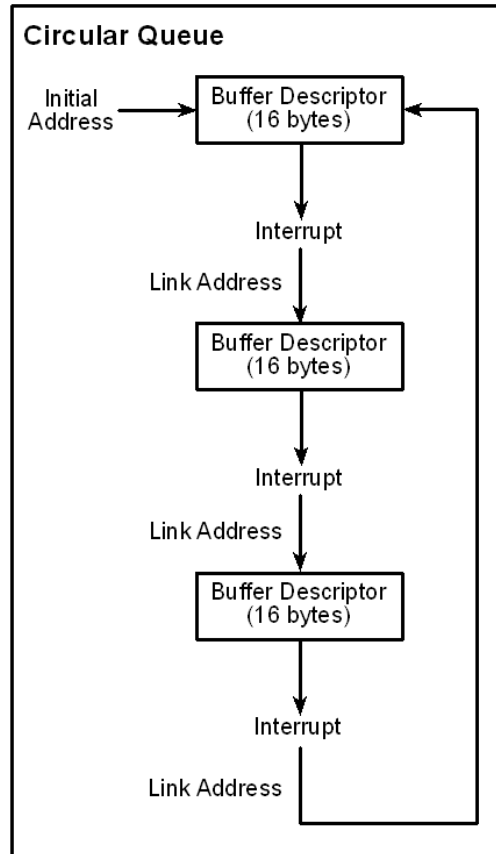 Circular Queue
Initial
Address
Buffer Descriptor
(16 bytes)
Interrupt
Link Address
Buffer Descriptor
(16 bytes)
Interrupt
Link Address
Buffer Descriptor
(16 bytes)
Interrupt
Link Address